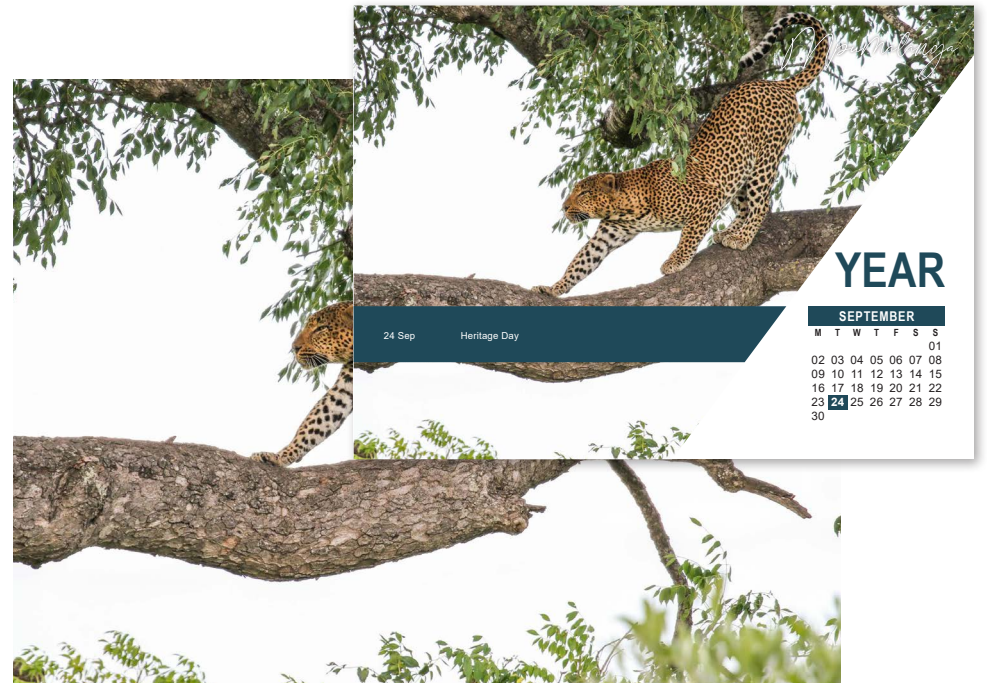 Mpumalanga
YEAR
SEPTEMBER
M T W T F S S
01
02 03 04 05 06 07 08
09 10 11 12 13 14 15
16 17 18 19 20 21 22
23 24 25 26 27 28 29
30
24 Sep Heritage Day